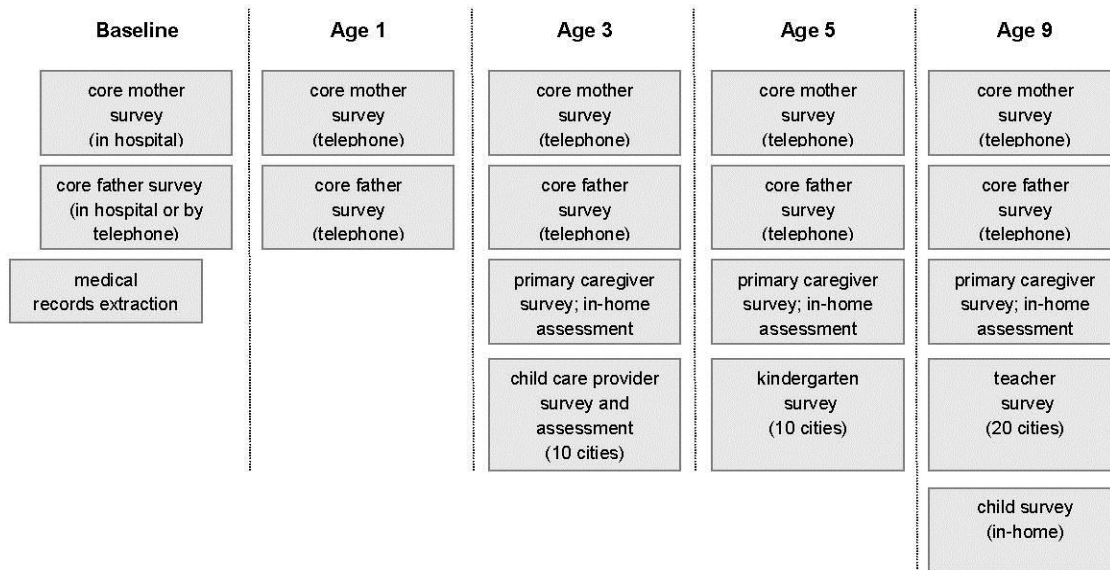 Baseline
Age 1
Age 3
Age 5
Age 9
core mother
survey
(in hospital)
core mother
survey
(telephone)
core mother
survey
(telephone)
core mother
survey
(telephone)
core mother
survey
(telephone)
core father survey
(in hospital or by
telephone)
core father
survey
(telephone)
core father
survey
(telephone)
core father
survey
(telephone)
core father
survey
(telephone)
medical
records extraction
primary caregiver
survey; in-home
assessment
primary caregiver
survey; in-home
assessment
primary caregiver
survey; in-home
assessment
child care provider
survey and
assessment
(10 cities)
kindergarten
survey
(10 cities)
teacher
survey
(20 cities)
child survey
(in-home)